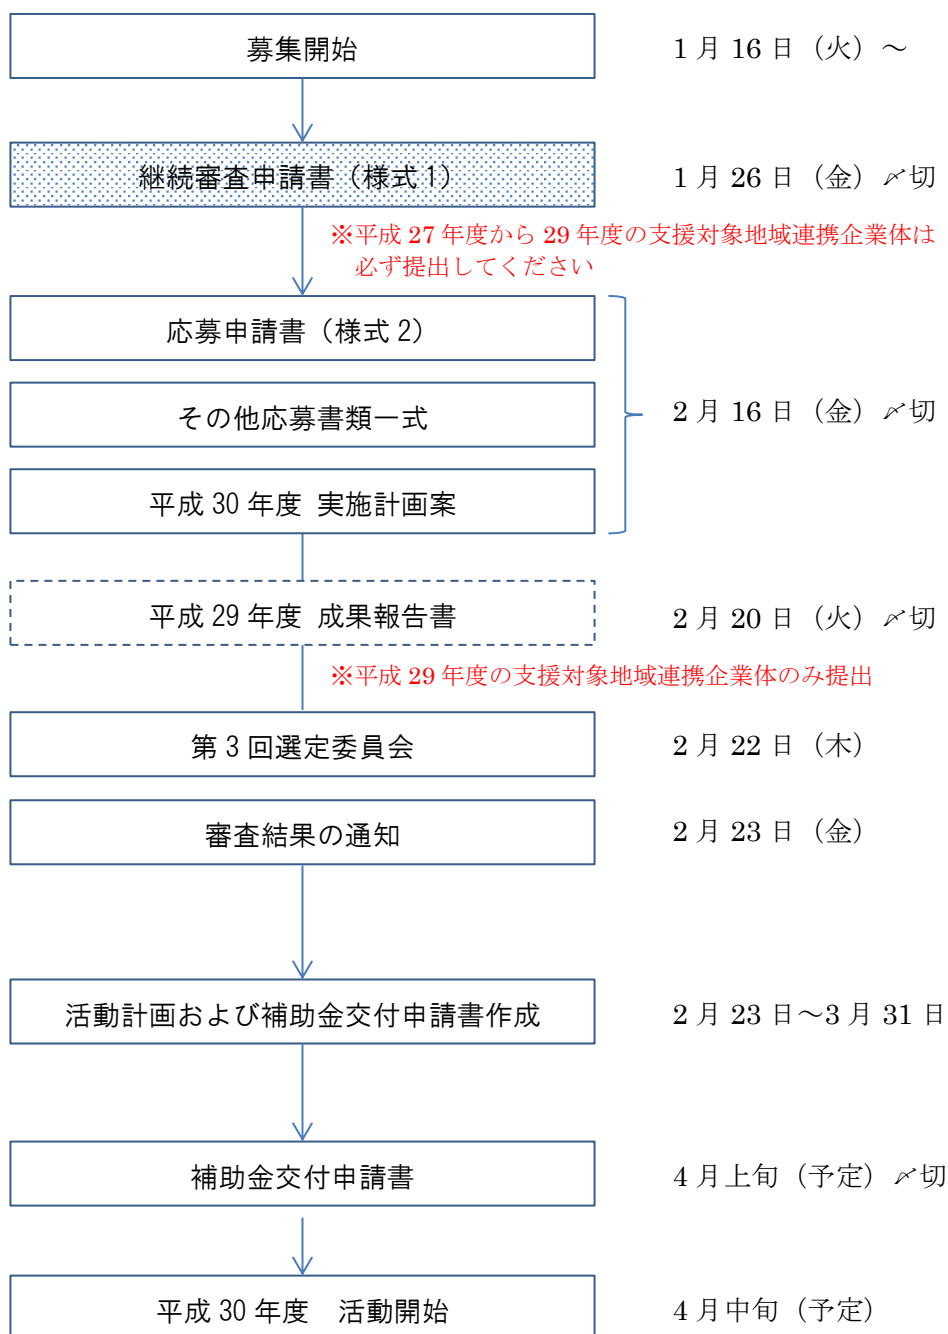 募集開始 1月16日（火）～
継続審査申請書（様式1） 1月26日（金）〆切
※平成27年度から29年度の支援対象地域連携企業体は
必ず提出してください
応募申請書（様式2）
その他応募書類一式 2月16日（金）〆切
平成30年度 実施計画案
平成29年度 成果報告書 2月20日（火）〆切
※平成29年度の支援対象地域連携企業体のみ提出
第3回選定委員会 2月22日（木）
審査結果の通知 2月23日（金）
活動計画および補助金交付申請書作成 2月23日～3月31日
補助金交付申請書 4月上旬（予定）〆切
平成30年度　活動開始 4月中旬（予定）